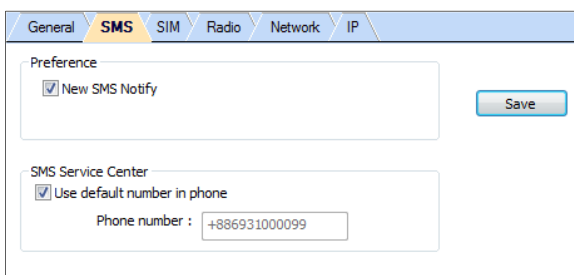 General SMS SIM Radio Network IP
Preference
New SMS Notify
Save
SMS Service Center
Use default number in phone
Phone number : +886931000099